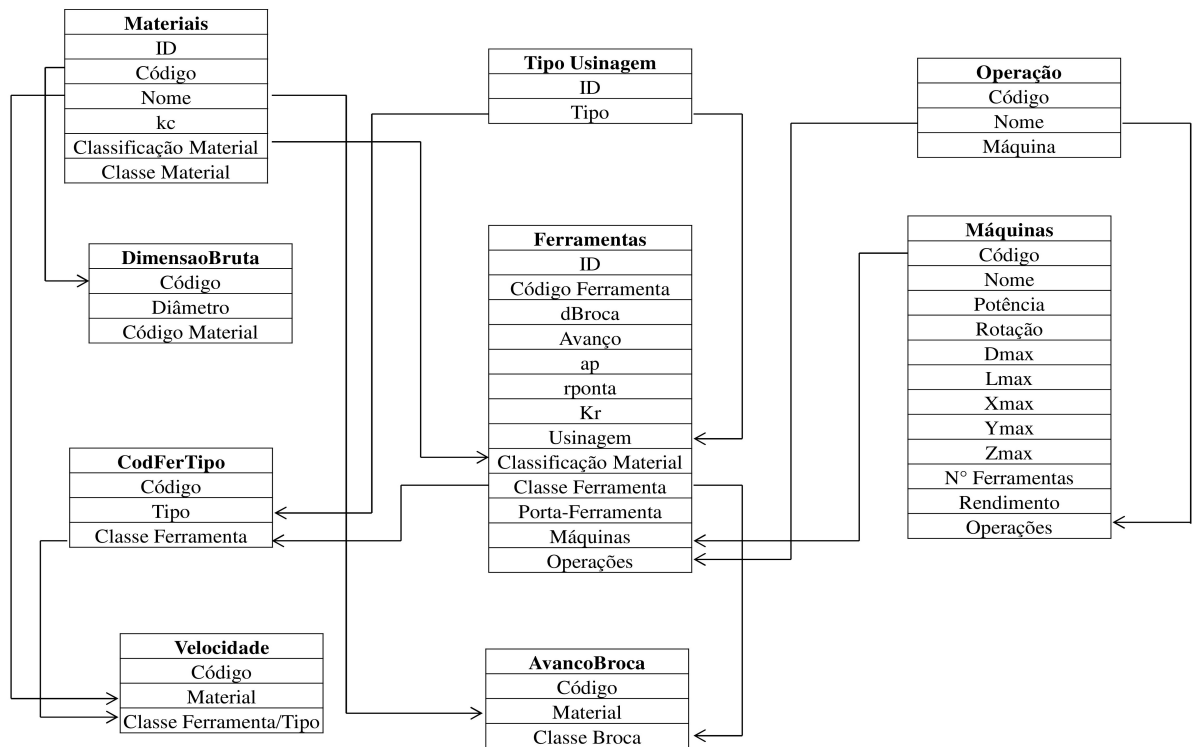 Materiais
ID
Código
Nome
kc
Classificação Material
Classe Material
DimensaoBruta
Código
Diâmetro
Código Material
CodFerTipo
Código
Tipo
Classe Ferramenta
Velocidade
Código
Material
Classe Ferramenta/Tipo
Tipo Usinagem
ID
Tipo
Ferramentas
ID
Código Ferramenta
dBroca
Avanço
ap
rponta
Kr
Usinagem
Classificação Material
Classe Ferramenta
Porta-Ferramenta
Máquinas
Operações
AvancoBroca
Código
Material
Classe Broca
Operação
Código
Nome
Máquina
Máquinas
Código
Nome
Potência
Rotação
Dmax
Lmax
Xmax
Ymax
Zmax
N° Ferramentas
Rendimento
Operações